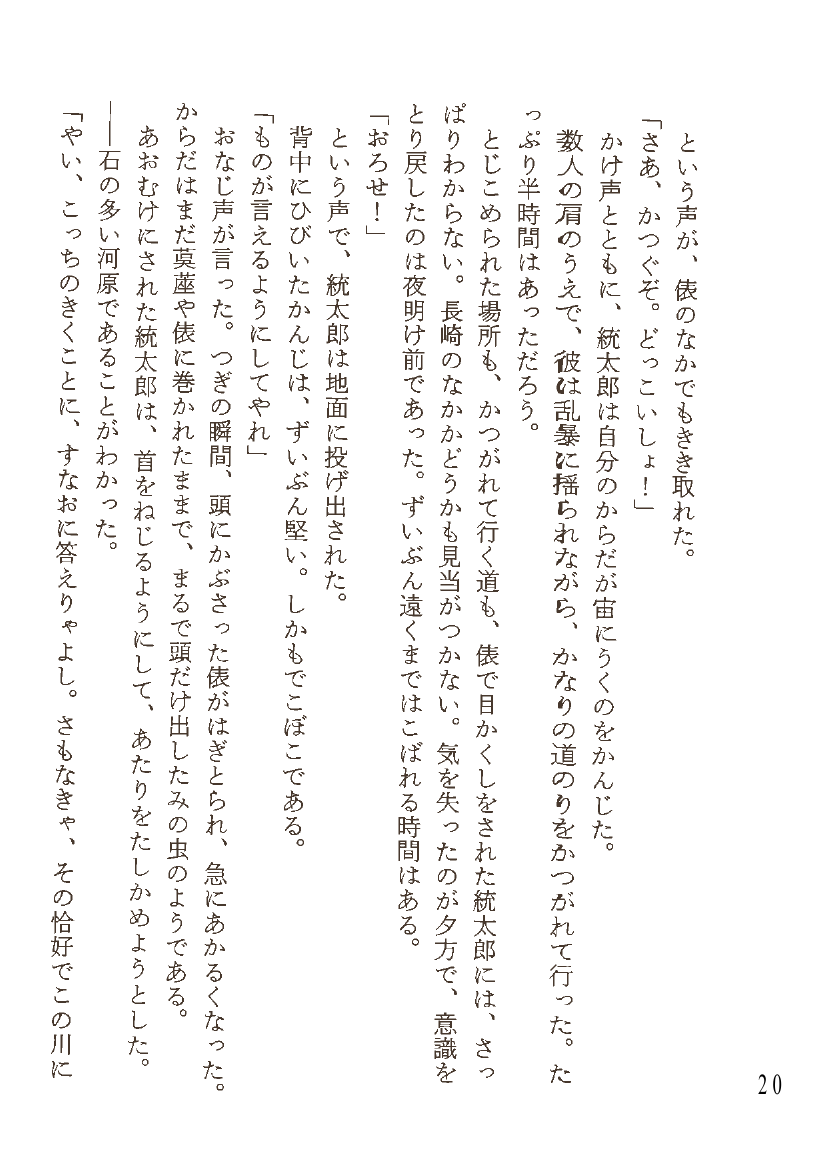 という声が、俵のなかでもきき取れた。
「さあ、かつぐぞ。どっこいしょ！」
かけ声とともに、統太郎は自分のからだが宙にうくのをかんじた。
数人の肩のうえで、彼は乱暴に揺られながら、かなりの道のりをかつがれて行った。た
っぷり半時間はあっただろう。
とじこめられた場所も、かつがれて行く道も、俵で目かくしをされた統太郎には、さっ
ぱりわからない。長崎のなかかどうかも見当がつかない。気を失ったのが夕方で、意識を
とり戻したのは夜明け前であった。ずいぶん遠くまではこばれる時間はある。
「おろせ！」
という声で、統太郎は地面に投げ出された。
背中にひびいたかんじは、ずいぶん堅い。しかもでこぼこである。
「ものが言えるようにしてやれ」
おなじ声が言った。つぎの瞬間、頭にかぶさった俵がはぎとられ、急にあかるくなった。
からだはまだ茣蓙や俵に巻かれたままで、まるで頭だけ出したみの虫のようである。
あおむけにされた統太郎は、首をねじるようにして、あたりをたしかめようとした。
――石の多い河原であることがわかった。
「やい、こっちのきくことに、すなおに答えりゃよし。さもなきゃ、その恰好でこの川に
20